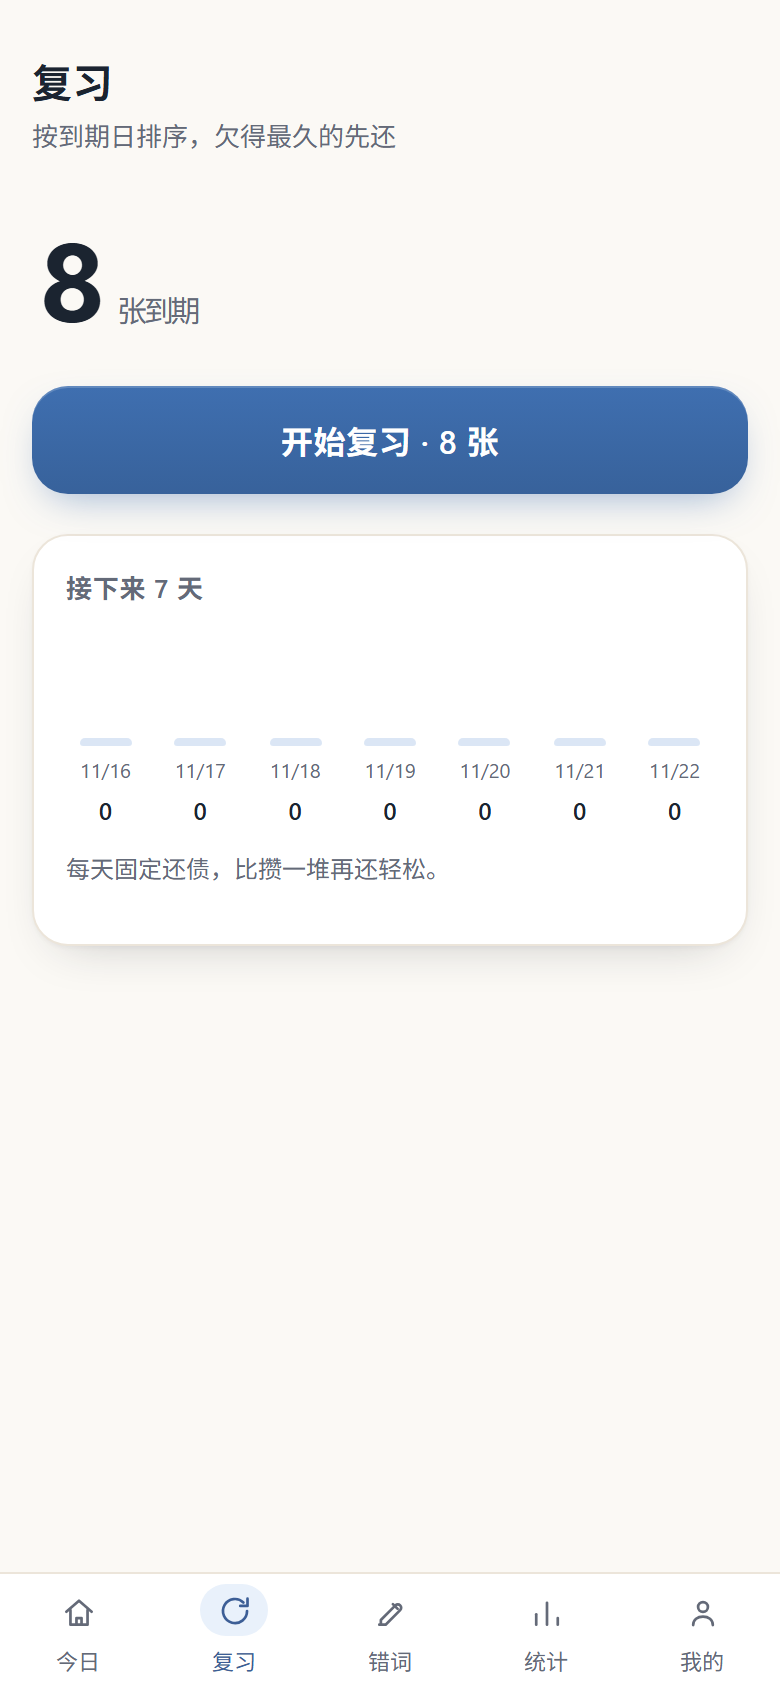 复习
按到期日排序，欠得最久的先还
8 张到期
开始复习 · 8 张
接下来 7 天
11/16 11/17 11/18 11/19 11/20 11/21 11/22
0 0 0 0 0 0 0
每天固定还债，比攒一堆再还轻松。
今日 复习 错词 统计 我的